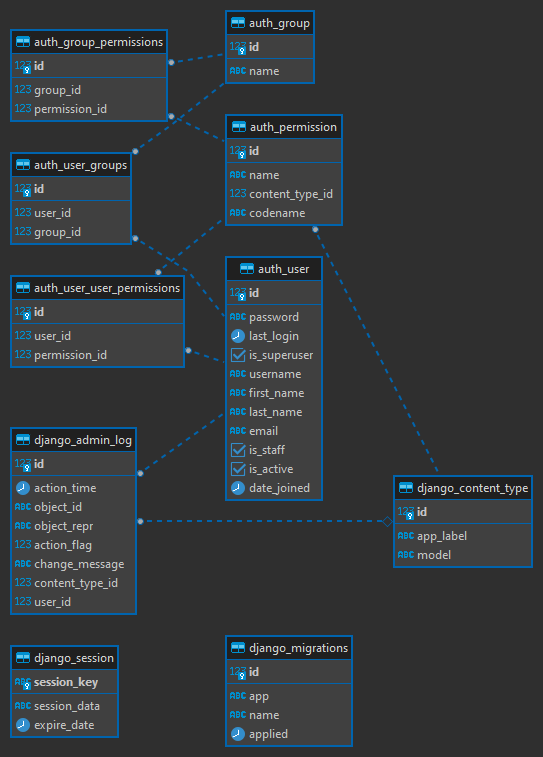 auth_group
123 id
ABC name
auth_group_permissions
123 id
123 group_id
123 permission_id
auth_permission
123 id
ABC name
123 content_type_id
ABC codename
auth_user_groups
123 id
123 user_id
123 group_id
auth_user
123 id
ABC password
last_login
is_superuser
ABC username
ABC first_name
ABC last_name
ABC email
is_staff
is_active
date_joined
auth_user_user_permissions
123 id
123 user_id
123 permission_id
django_admin_log
123 id
action_time
ABC object_id
ABC object_repr
123 action_flag
ABC change_message
123 content_type_id
123 user_id
django_content_type
123 id
ABC app_label
ABC model
django_session
ABC session_key
ABC session_data
expire_date
django_migrations
123 id
ABC app
ABC name
applied